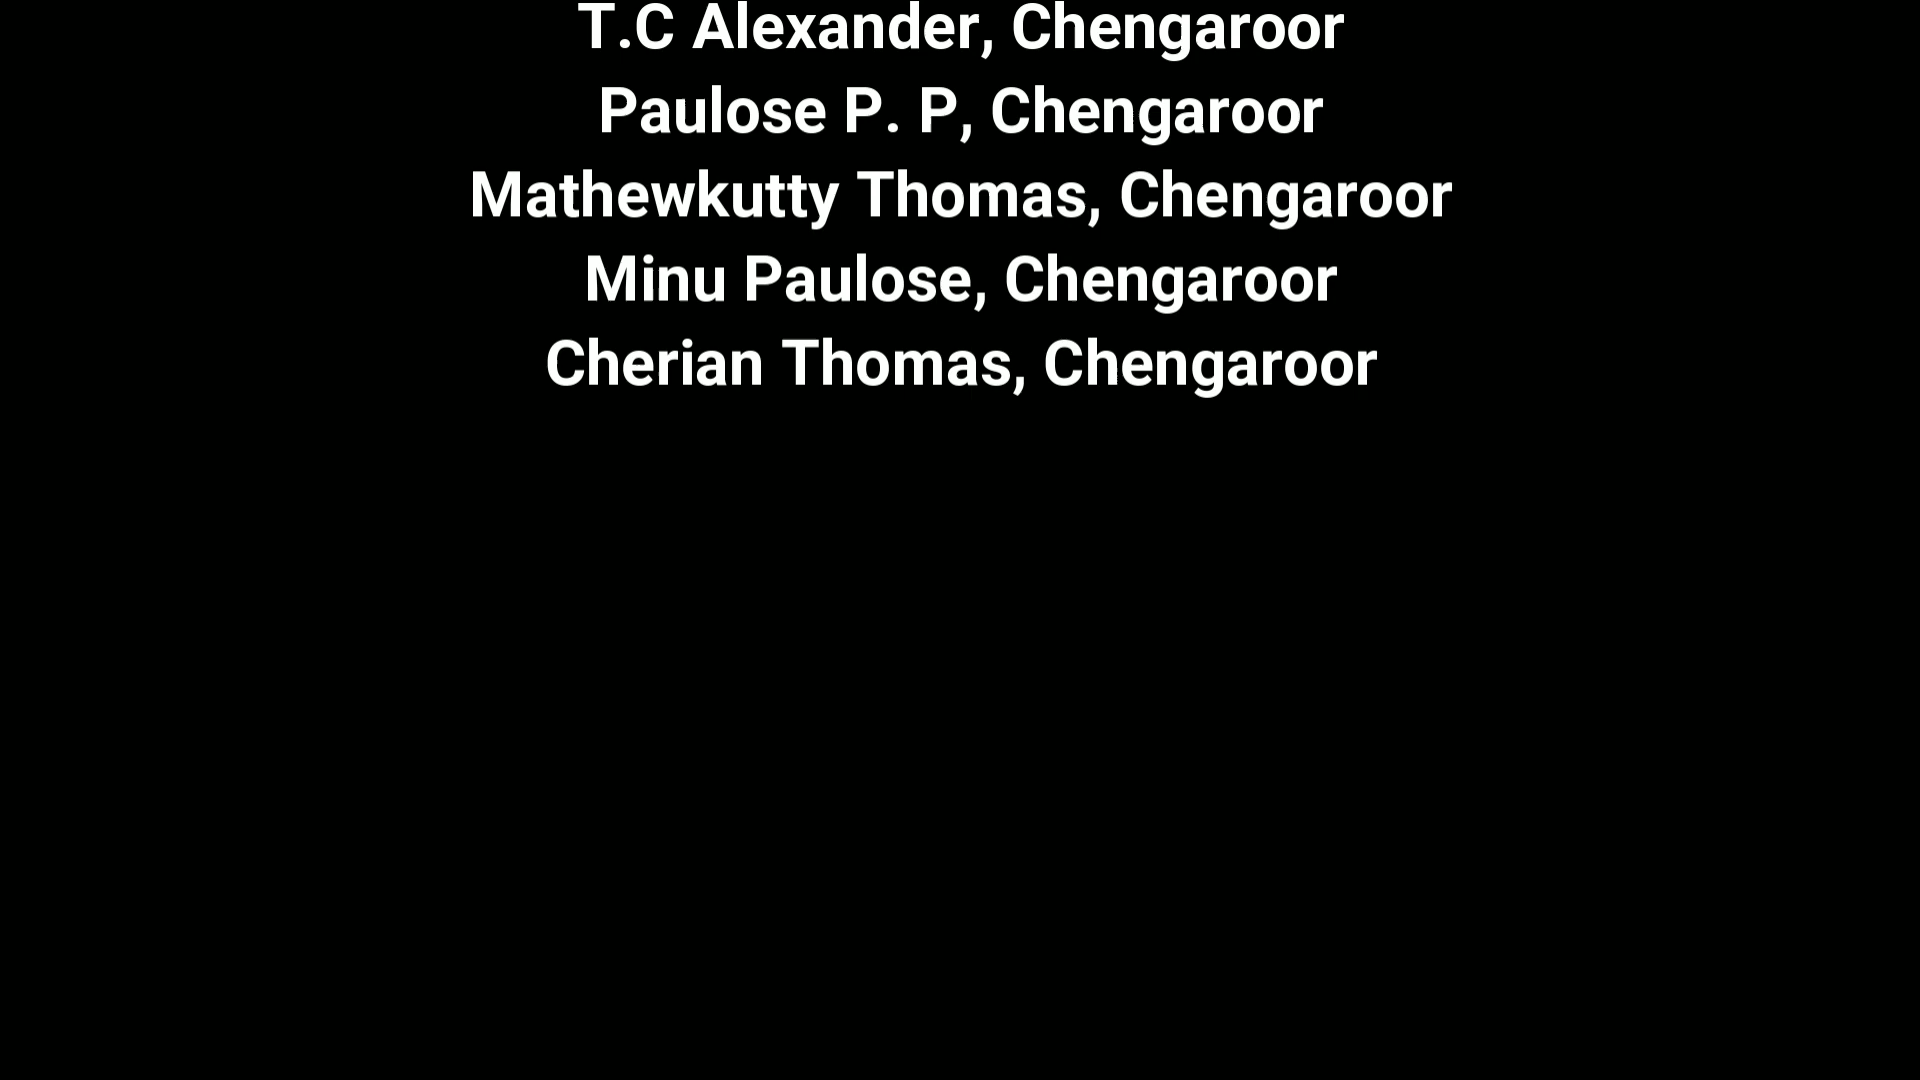 T.C Alexander, Chengaroor
Paulose P. P, Chengaroor
Mathewkutty Thomas, Chengaroor
Minu Paulose, Chengaroor
Cherian Thomas, Chengaroor